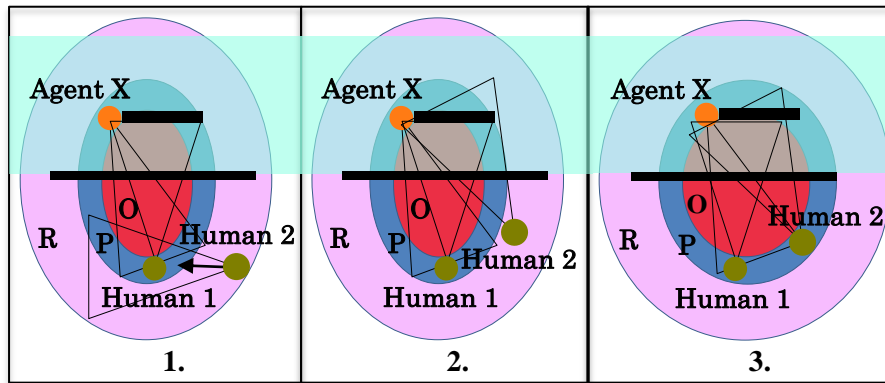 Agent X
O
R
P
Human 2
Human 1
1.
Agent X
O
R
P
Human 2
Human 1
2.
Agent X
O
R
P
Human 2
Human 1
3.